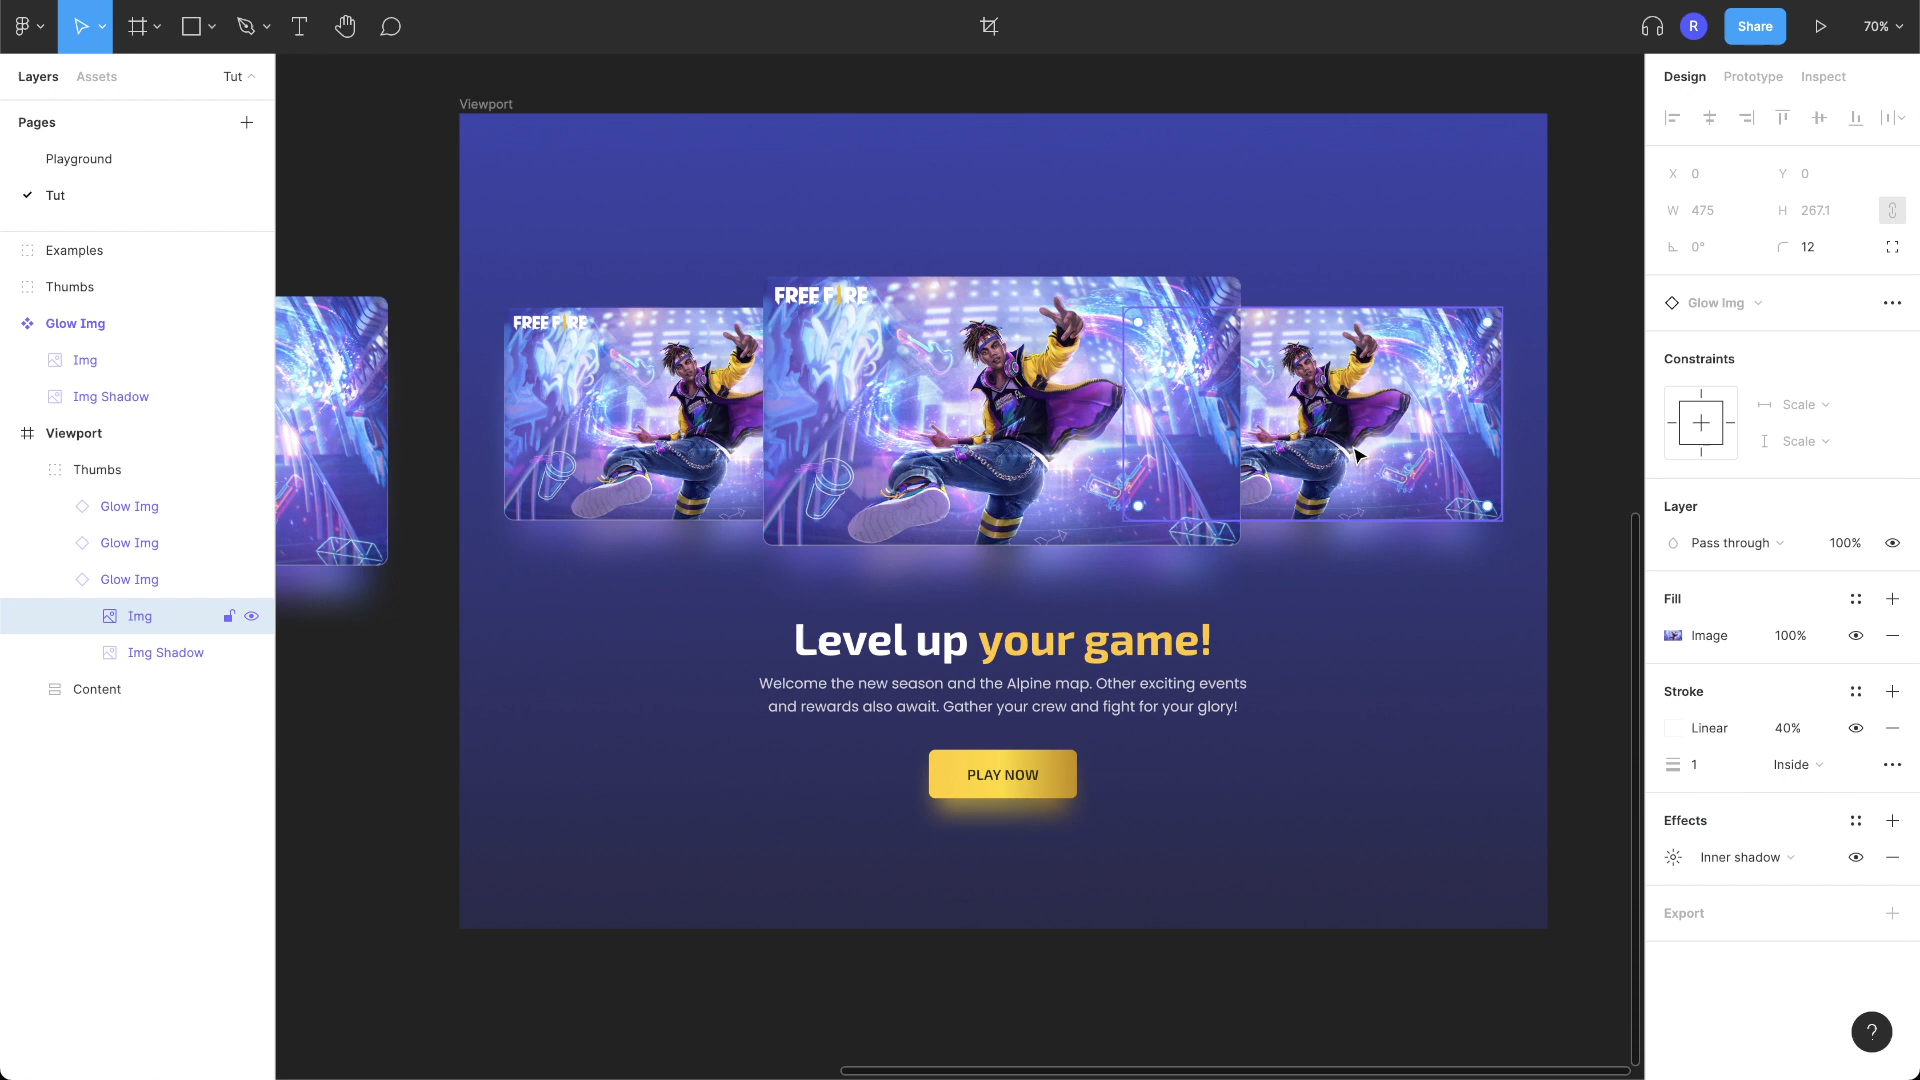 R
Share
70%
Layers
Assets
Tut
Pages
Playground
Tut
Examples
Thumbs
Glow Img
Img
Img Shadow
Viewport
Thumbs
Glow Img
Glow Img
Glow Img
Img
Img Shadow
Content
Viewport
FREE FIRE
FREE FIRE
Level up your game!
Welcome the new season and the Alpine map. Other exciting events
and rewards also await. Gather your crew and fight for your glory!
PLAY NOW
Design
Prototype
Inspect
X 0
Y 0
W 475
H 267.1
0°
12
Glow Img
Constraints
Scale
Scale
Layer
Pass through
100%
Fill
Image
100%
Stroke
Linear
40%
1
Inside
Effects
Inner shadow
Export
?